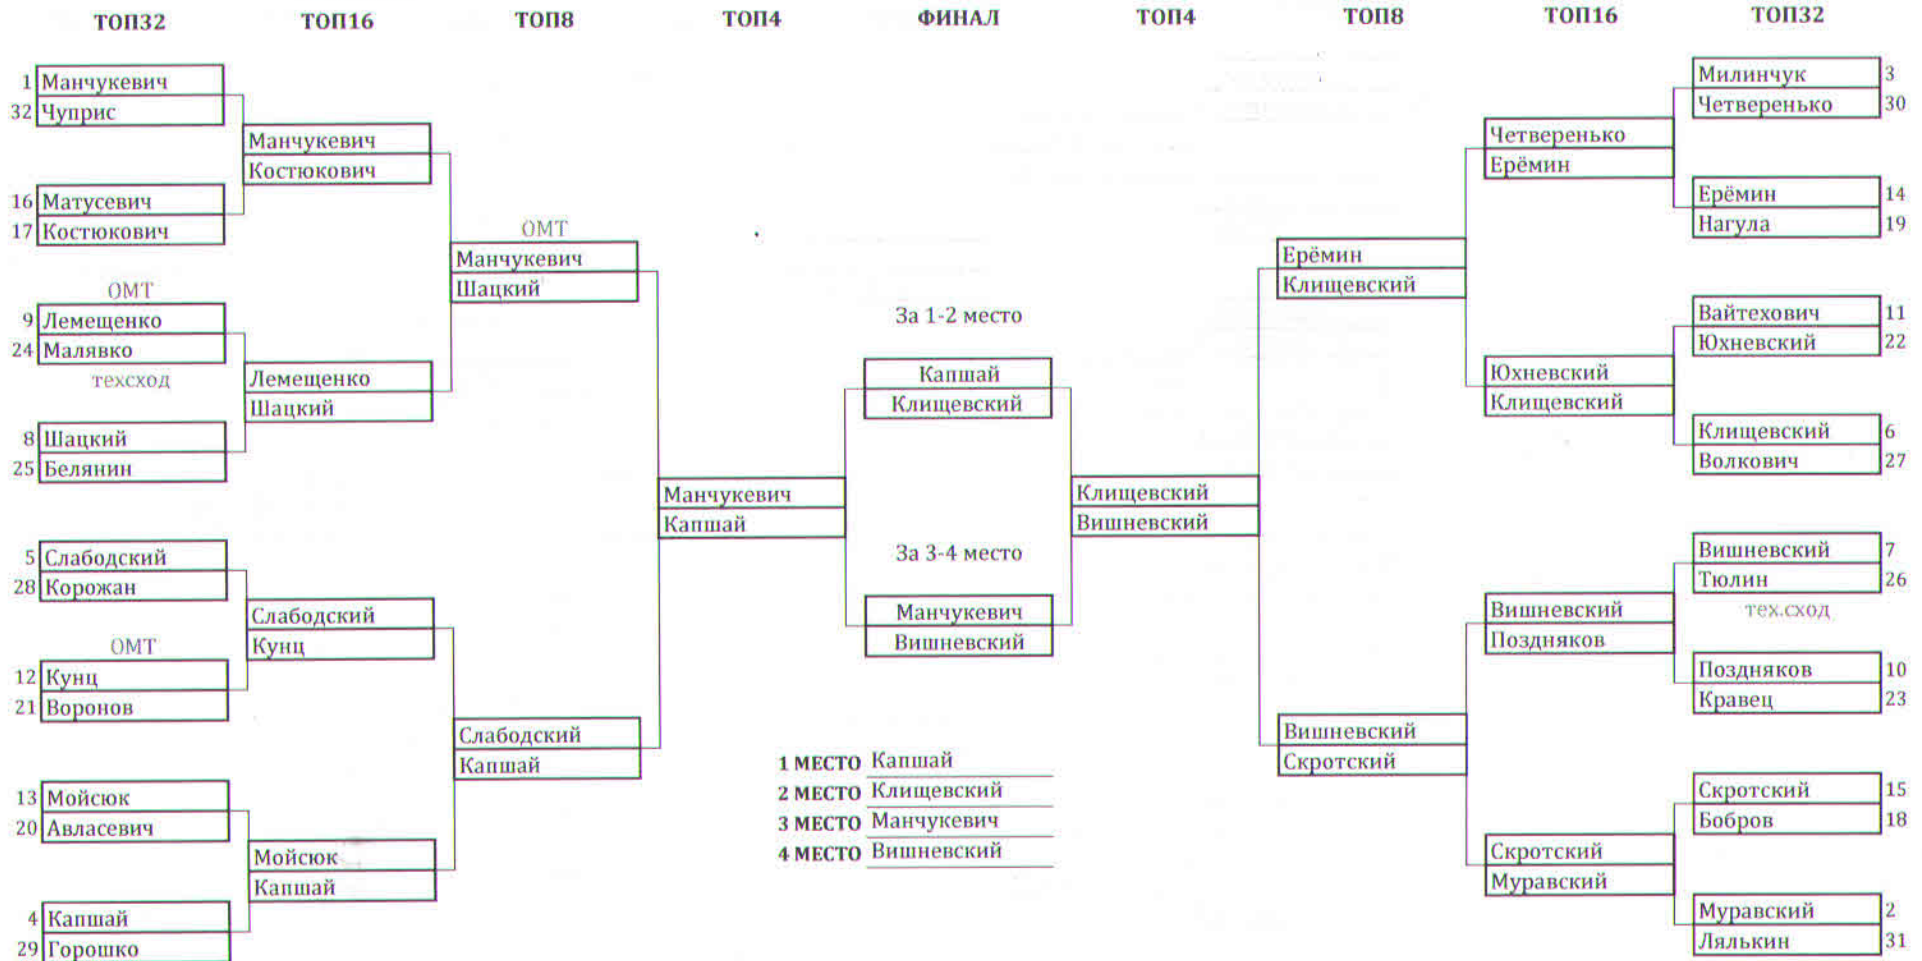 ТОП32 ТОП16 ТОП8 ТОП4 ФИНАЛ ТОП4 ТОП8 ТОП16 ТОП32
1 Манчукевич
32 Чуприс
16 Матусевич
17 Костюкович
ОМТ
9 Лемещенко
24 Малявко
техсход
8 Шацкий
25 Белянин
5 Слабодский
28 Корожан
ОМТ
12 Кунц
21 Воронов
13 Мойсюк
20 Авласевич
4 Капшай
29 Горошко
Манчукевич
Костюкович
Лемещенко
Шацкий
Слабодский
Кунц
Мойсюк
Капшай
ОМТ
Манчукевич
Шацкий
Слабодский
Капшай
Манчукевич
Капшай
За 1-2 место
Капшай
Клищевский
За 3-4 место
Манчукевич
Вишневский
1 МЕСТО Капшай
2 МЕСТО Клищевский
3 МЕСТО Манчукевич
4 МЕСТО Вишневский
Клищевский
Вишневский
Ерёмин
Клищевский
Вишневский
Скротский
Четверенько
Ерёмин
Юхневский
Клищевский
Вишневский
Поздняков
Скротский
Муравский
Милинчук 3
Четверенько 30
Ерёмин 14
Нагула 19
Вайтехович 11
Юхневский 22
Клищевский 6
Волкович 27
Вишневский 7
Тюлин 26
тех.сход
Поздняков 10
Кравец 23
Скротский 15
Бобров 18
Муравский 2
Лялькин 31